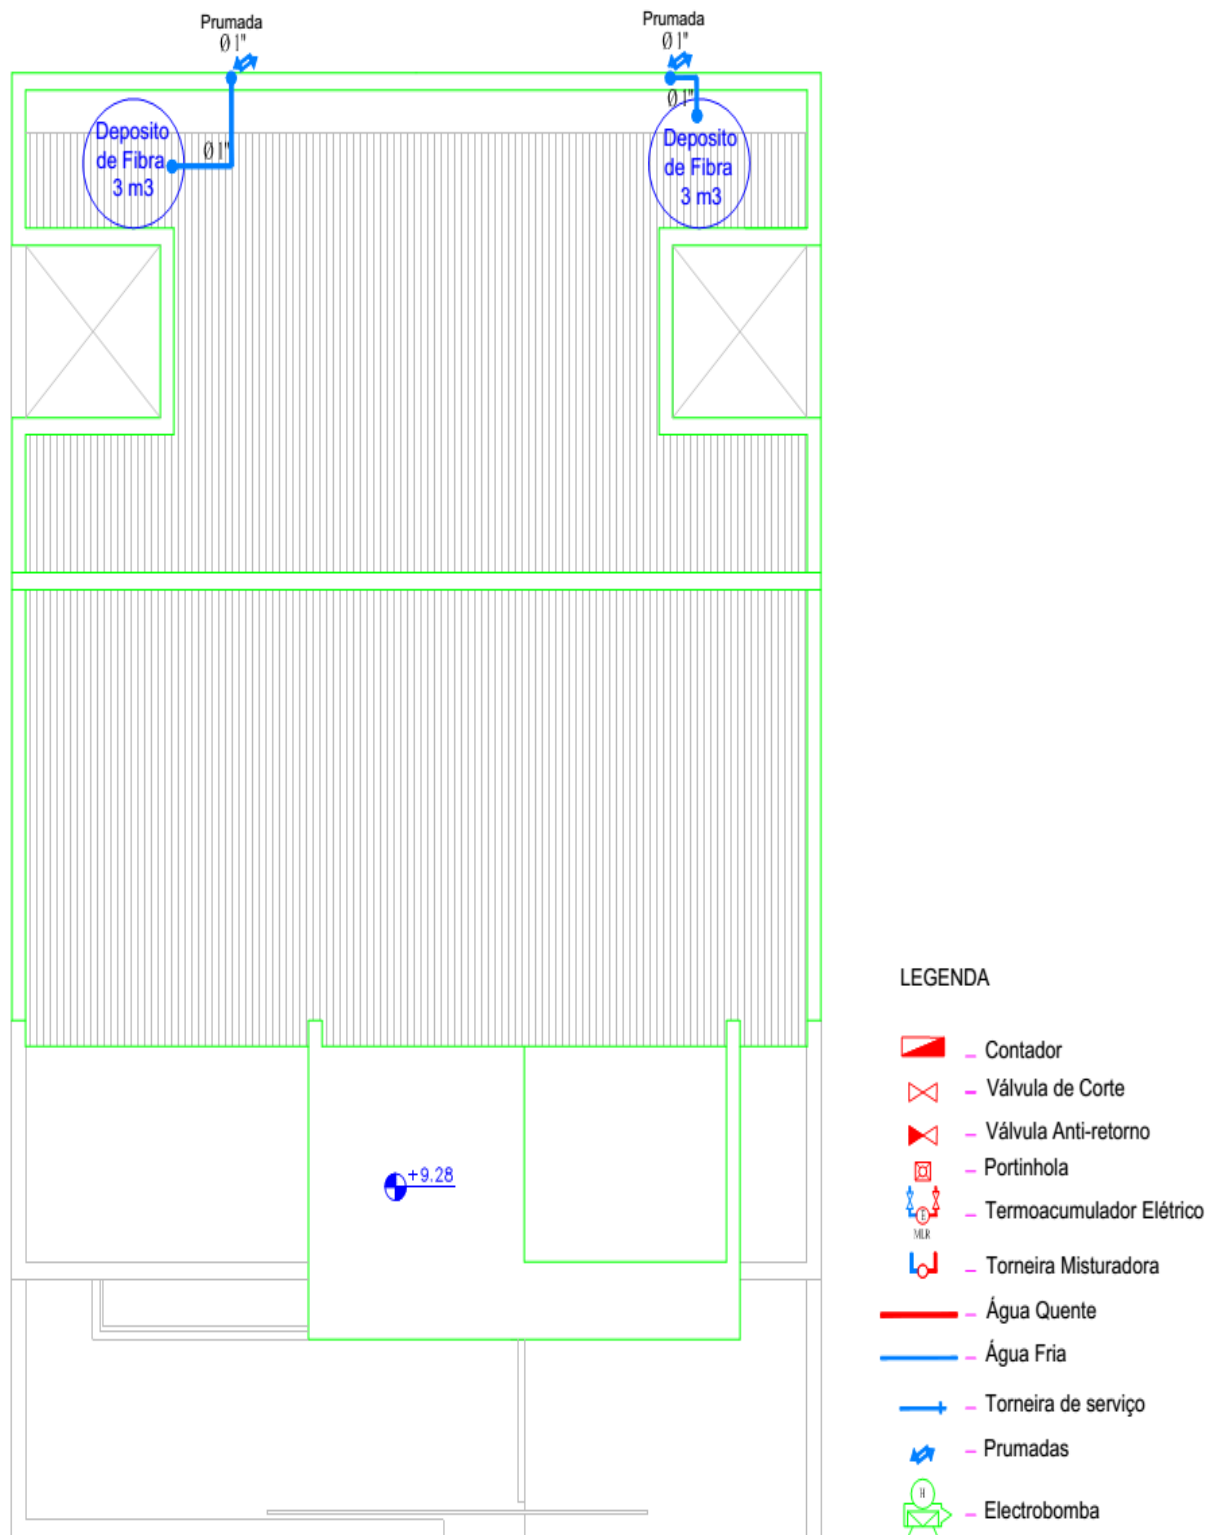 Prumada
Ø 1"
Prumada
Ø 1"
Ø 1"
Deposito
de Fibra
3 m3
Ø 1"
Deposito
de Fibra
3 m3
+9.28
LEGENDA
Contador
Válvula de Corte
Válvula Anti-retorno
Portinhola
E
MLR
Termoacumulador Elétrico
Torneira Misturadora
Água Quente
Água Fria
Torneira de serviço
Prumadas
H
Electrobomba